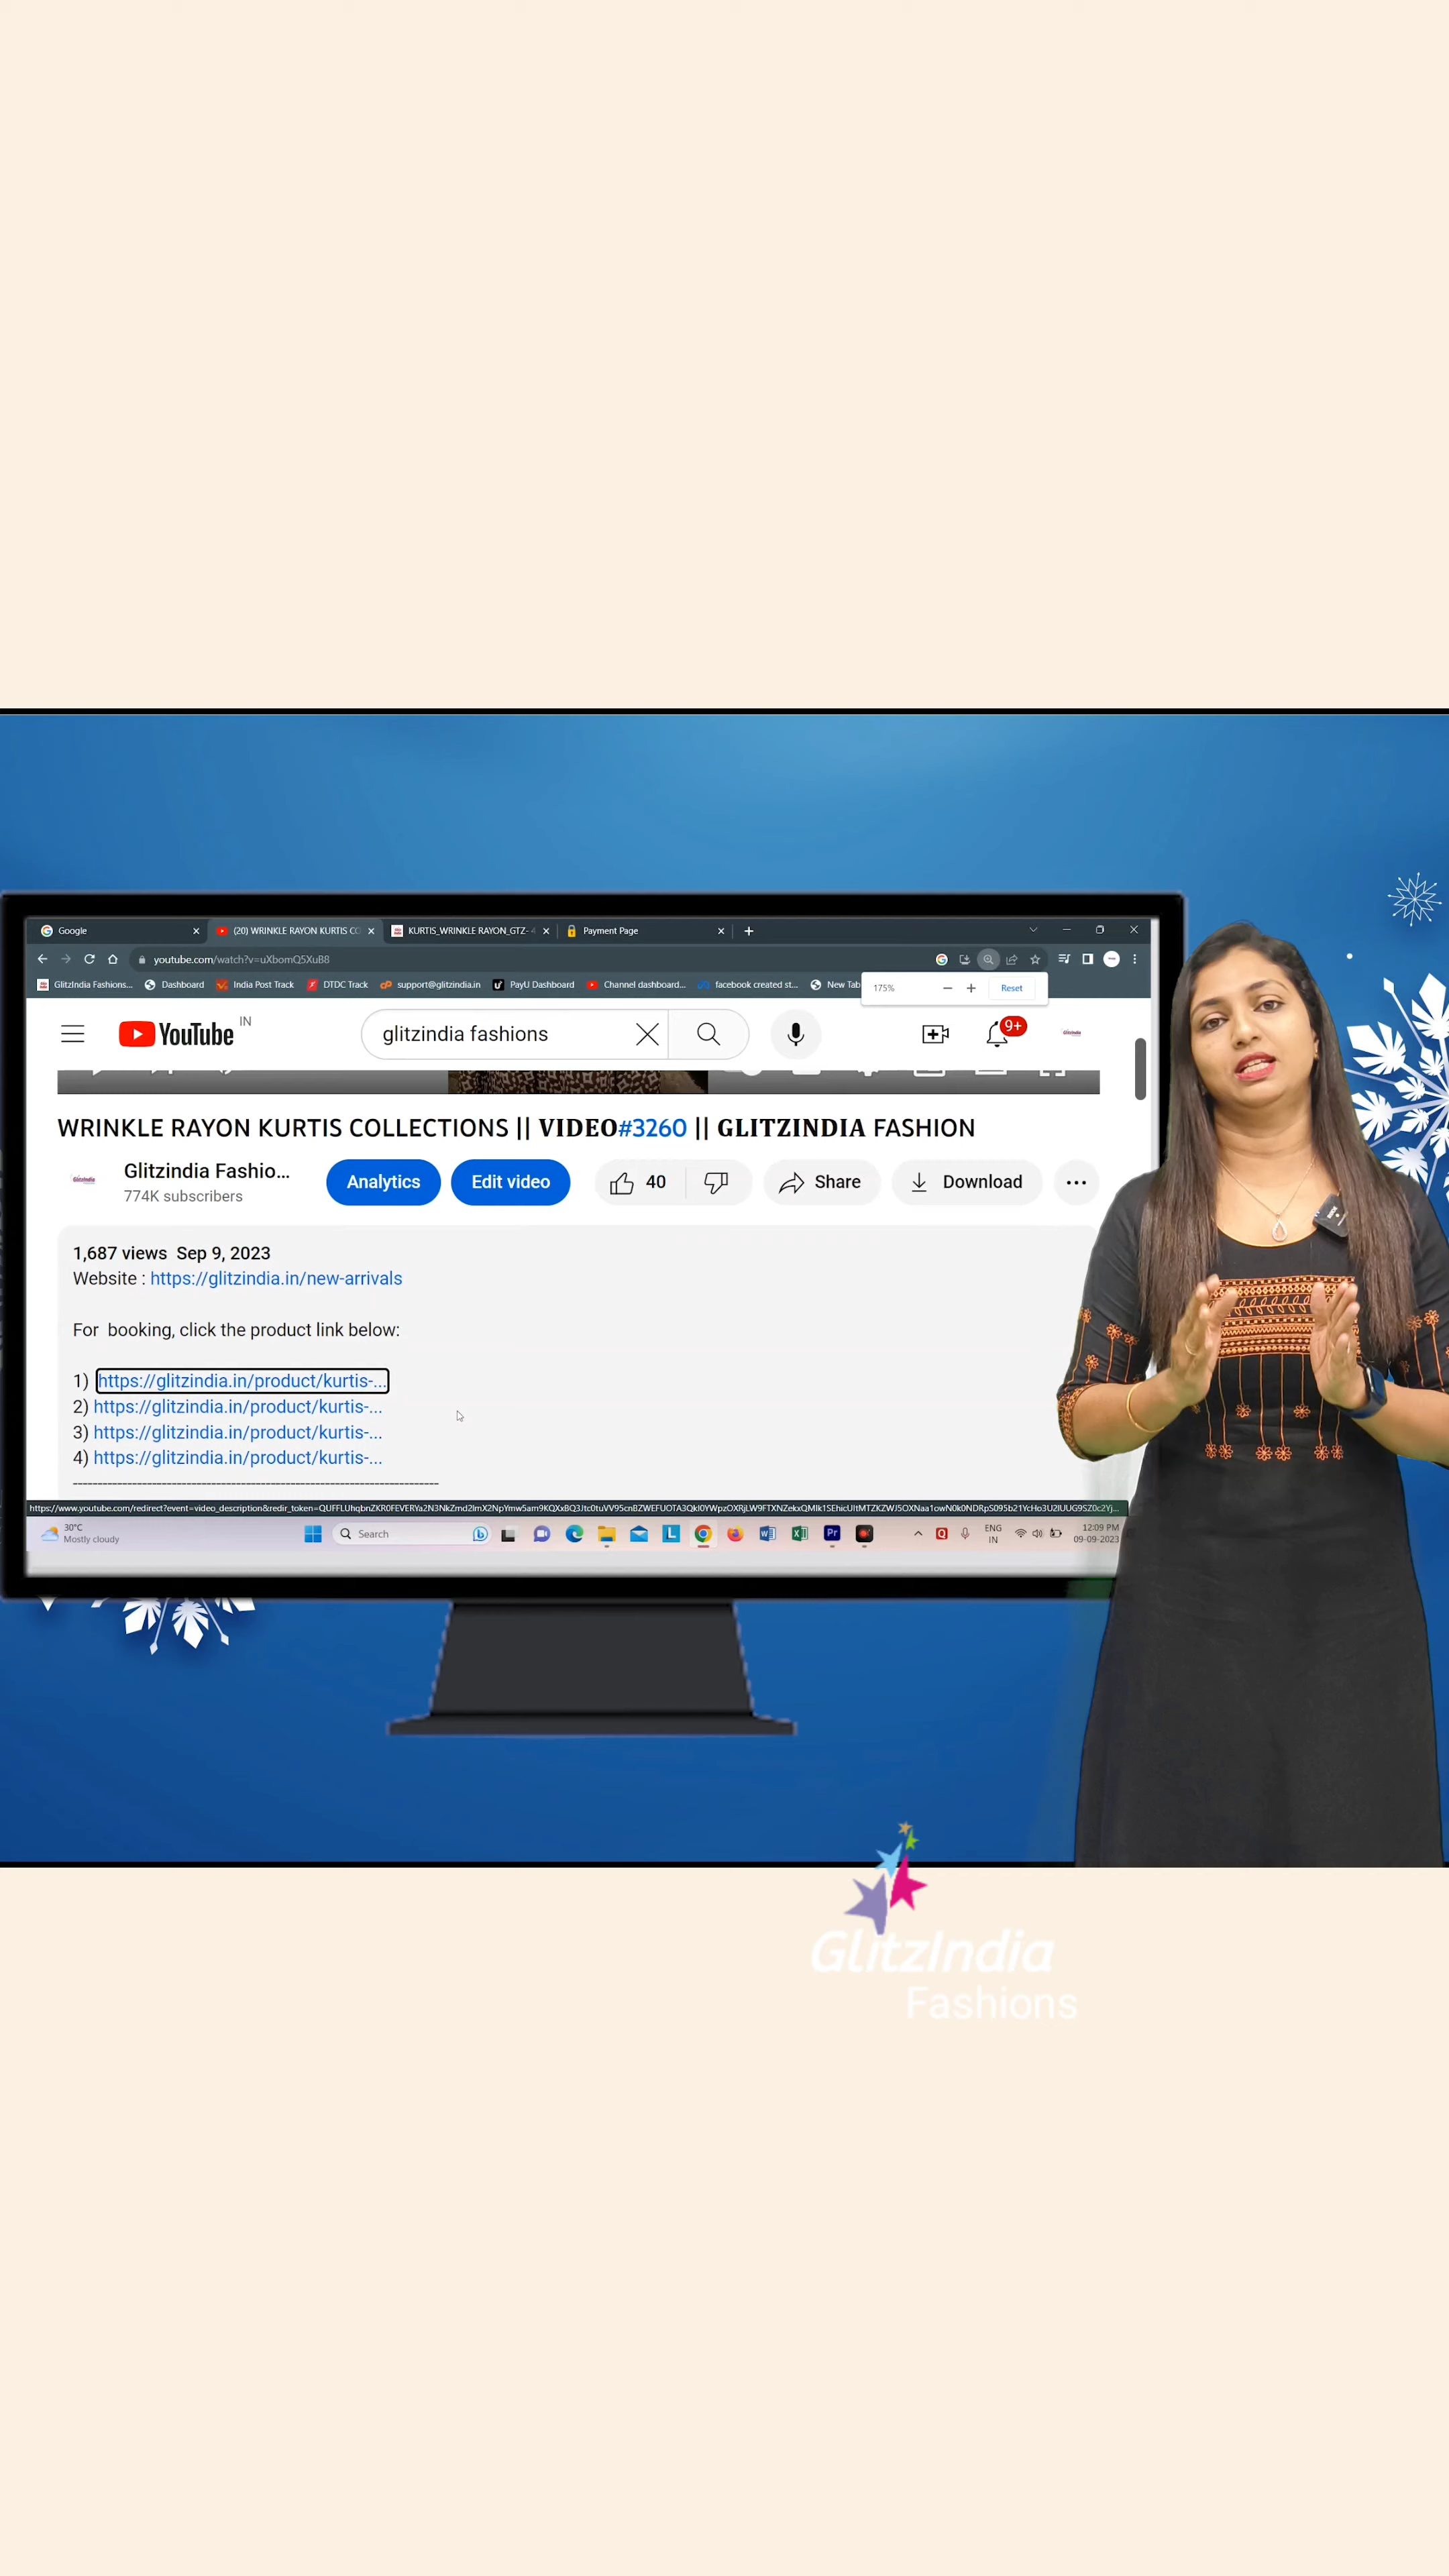 Google
(20) WRINKLE RAYON KURTIS CO
KURTIS_WRINKLE RAYON_GTZ- 4
Payment Page
youtube.com/watch?v=uXbomQ5XuB8
GlitzIndia Fashions...
Dashboard
India Post Track
DTDC Track
support@glitzindia.in
PayU Dashboard
Channel dashboard...
facebook created st...
New Tab
175%
Reset
YouTube
IN
glitzindia fashions
9+
WRINKLE RAYON KURTIS COLLECTIONS || VIDEO#3260 || GLITZINDIA FASHION
Glitzindia Fashio...
774K subscribers
Analytics
Edit video
40
Share
Download
1,687 views Sep 9, 2023
Website : https://glitzindia.in/new-arrivals
For booking, click the product link below:
1) https://glitzindia.in/product/kurtis-...
2) https://glitzindia.in/product/kurtis-...
3) https://glitzindia.in/product/kurtis-...
4) https://glitzindia.in/product/kurtis-...
30°C
Mostly cloudy
Search
ENG
IN
12:09 PM
09-09-2023
GlitzIndia
Fashions